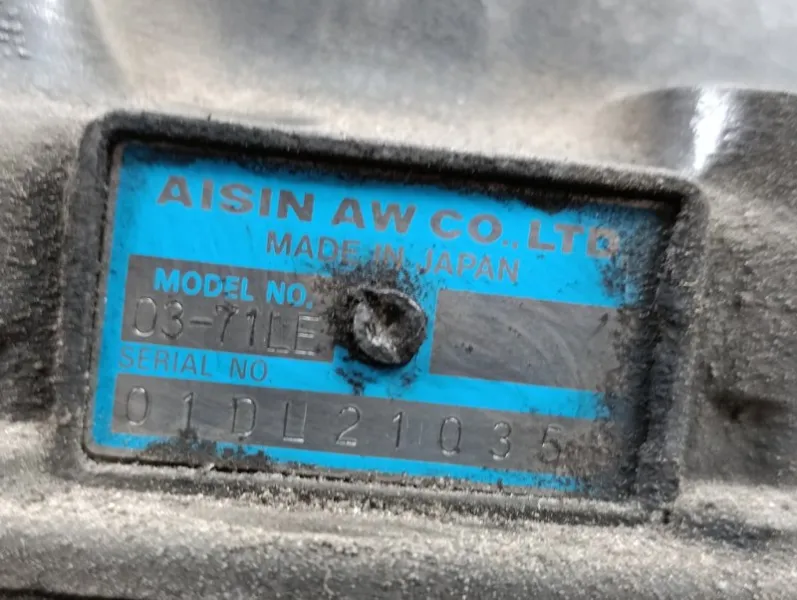 AISIN AW CO., LTD
MADE IN JAPAN
MODEL NO.
03-71LE
SERIAL NO.
01DL21035